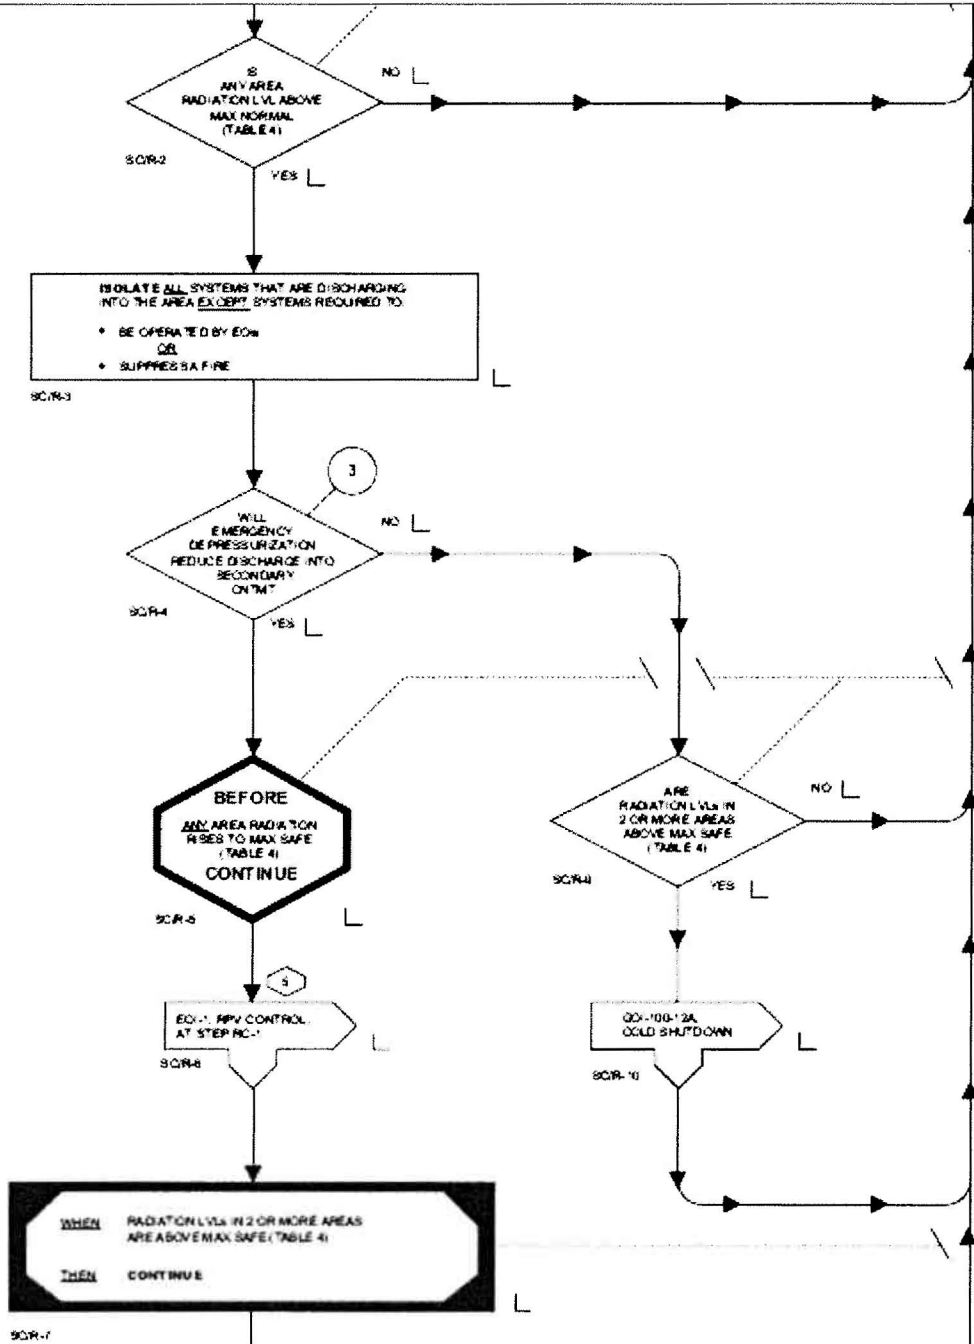 IS
ANY AREA
RADIATION LVL ABOVE
MAX NORMAL
(TABLE 4)
NO
SC/R-2
YES
ISOLATE ALL SYSTEMS THAT ARE DISCHARGING
INTO THE AREA EXCEPT SYSTEMS REQUIRED TO
• BE OPERATED BY EOIs
OR
• SUPPRESS A FIRE
SC/R-3
3
WILL
EMERGENCY
DEPRESSURIZATION
REDUCE DISCHARGE INTO
SECONDARY
CNTMT
NO
SC/R-4
YES
BEFORE
ANY AREA RADIATION
RISES TO MAX SAFE
(TABLE 4)
CONTINUE
SC/R-5
ARE
RADIATION LVLs IN
2 OR MORE AREAS
ABOVE MAX SAFE
(TABLE 4)
NO
SC/R-9
YES
5
EOI-1, RPV CONTROL,
AT STEP RC-1
SC/R-6
GOI-100-12A,
COLD SHUTDOWN
SC/R-10
WHEN RADIATION LVLs IN 2 OR MORE AREAS
ARE ABOVE MAX SAFE (TABLE 4)
THEN CONTINUE
SC/R-7